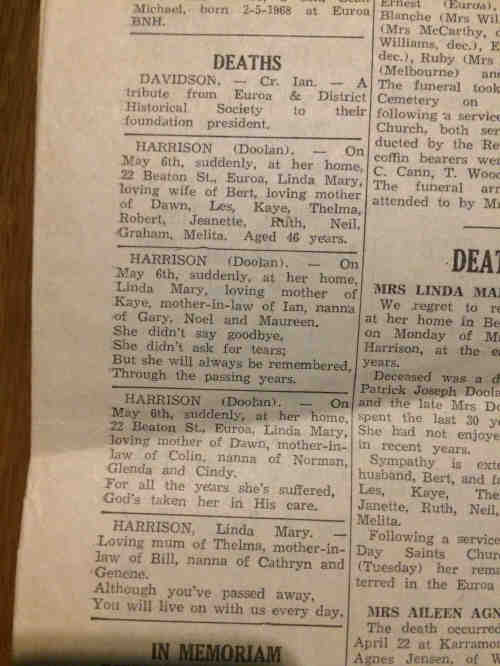 Michael, born 2-5-1968 at Euroa
BNH.
DEATHS
DAVIDSON. — Cr. Ian. — A
tribute from Euroa & District
Historical Society to their
foundation president.
HARRISON (Doolan). — On
May 6th, suddenly, at her home,
22 Beaton St., Euroa, Linda Mary,
loving wife of Bert, loving mother
of Dawn, Les, Kaye, Thelma,
Robert, Jeanette, Ruth, Neil,
Graham, Melita. Aged 46 years.
HARRISON (Doolan). — On
May 6th, suddenly, at her home,
Linda Mary, loving mother of
Kaye, mother-in-law of Ian, nanna
of Gary, Noel and Maureen.
She didn't say goodbye,
She didn't ask for tears;
But she will always be remembered,
Through the passing years.
HARRISON (Doolan). — On
May 6th, suddenly, at her home,
22 Beaton St., Euroa, Linda Mary,
loving mother of Dawn, mother-in-
law of Colin, nanna of Norman,
Glenda and Cindy.
For all the years she's suffered,
God's taken her in His care.
HARRISON, Linda Mary. —
Loving mum of Thelma, mother-in-
law of Bill, nanna of Cathryn and
Genene.
Although you've passed away,
You will live on with us every day.
IN MEMORIAM
Ernest (Euroa),
Blanche (Mrs Wil
(Mrs McCarthy,
Williams, dec.), E
dec.), Ruby (Mrs
(Melbourne) an
The funeral took
Cemetery on
following a service
Church, both ser
ducted by the Re
coffin bearers we
C. Cann, T. Wood
The funeral arr
attended to by M
DEAT
MRS LINDA MA
We regret to re
at her home in Be
on Monday of M
Harrison, at the
years.
Deceased was a d
Patrick Joseph Doola
and the late Mrs D
spent the last 30 y
She had not enjoye
in recent years.
Sympathy is exte
husband, Bert, and fa
Les, Kaye, The
Janette, Ruth, Neil,
Melita.
Following a service
Day Saints Chur
(Tuesday) her rema
terred in the Euroa
MRS AILEEN AGN
The death occurred
April 22 at Karramo
Agnes Jensen, of W